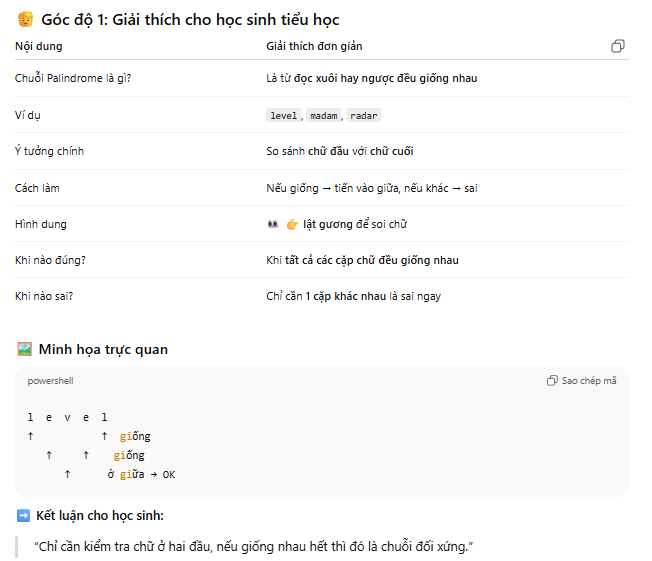 Góc độ 1: Giải thích cho học sinh tiểu học
Nội dung Giải thích đơn giản
Chuỗi Palindrome là gì? Là từ đọc xuôi hay ngược đều giống nhau
Ví dụ level, madam, radar
Ý tưởng chính So sánh chữ đầu với chữ cuối
Cách làm Nếu giống → tiến vào giữa, nếu khác → sai
Hình dung 👀 👉 lật gương để soi chữ
Khi nào đúng? Khi tất cả các cặp chữ đều giống nhau
Khi nào sai? Chỉ cần 1 cặp khác nhau là sai ngay
Minh họa trực quan
powershell Sao chép mã
l e v e l
↑ ↑ giống
↑ ↑ giống
↑ ở giữa → OK
➡️ Kết luận cho học sinh:
“Chỉ cần kiểm tra chữ ở hai đầu, nếu giống nhau hết thì đó là chuỗi đối xứng.”